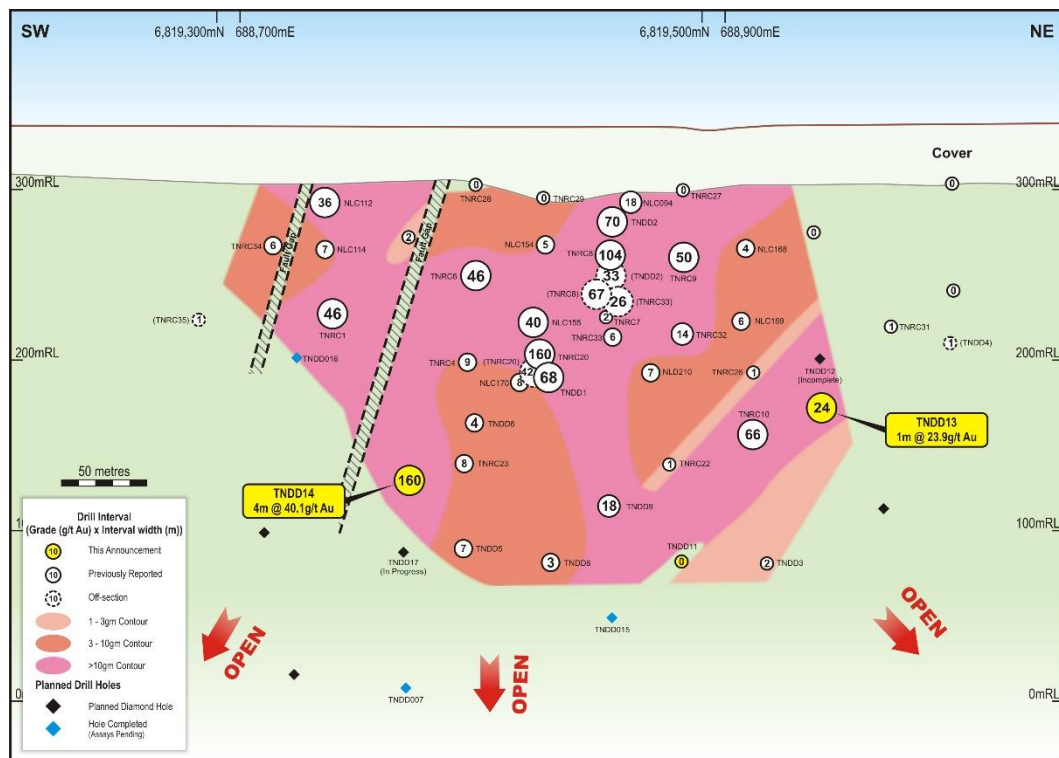 SW
6,819,300mN
688,700mE
6,819,500mN
688,900mE
NE
Cover
300mRL
300mRL
0
TNRC28
0
TNRC29
0
TNRC27
0
36
NLC112
18
NLC094
70
TNDD2
Fault Gap
Fault Gap
TNRC34
6
7
NLC114
2
NLC154
5
TNRC8
104
50
TNRC9
4
NLC168
0
TNRC6
46
33
(TNDD2)
(TNRC8)
67
26
(TNRC33)
0
(TNRC35)
1
46
TNRC1
40
NLC155
2
TNRC7
TNRC33
6
14
TNRC32
6
NLC169
1
TNRC31
1
(TNDD4)
200mRL
200mRL
TNDD016
TNRC4
9
160
TNRC20
(TNRC20)
42
NLC170
8
68
TNDD1
7
NLD210
TNRC26
1
TNDD12
(Incomplete)
24
TNDD13
1m @ 23.9g/t Au
4
TNDD6
TNRC10
66
8
TNRC23
1
TNRC22
50 metres
TNDD14
4m @ 40.1g/t Au
160
18
TNDD9
100mRL
TNDD17
(In Progress)
7
TNDD5
3
TNDD8
TNDD11
0
2
TNDD3
TNDD015
OPEN
OPEN
OPEN
TNDD007
0mRL
Drill Interval
(Grade (g/t Au) x Interval width (m))
10 This Announcement
10 Previously Reported
10 Off-section
1 - 3gm Contour
3 - 10gm Contour
>10gm Contour
Planned Drill Holes
Planned Diamond Hole
Hole Completed
(Assays Pending)